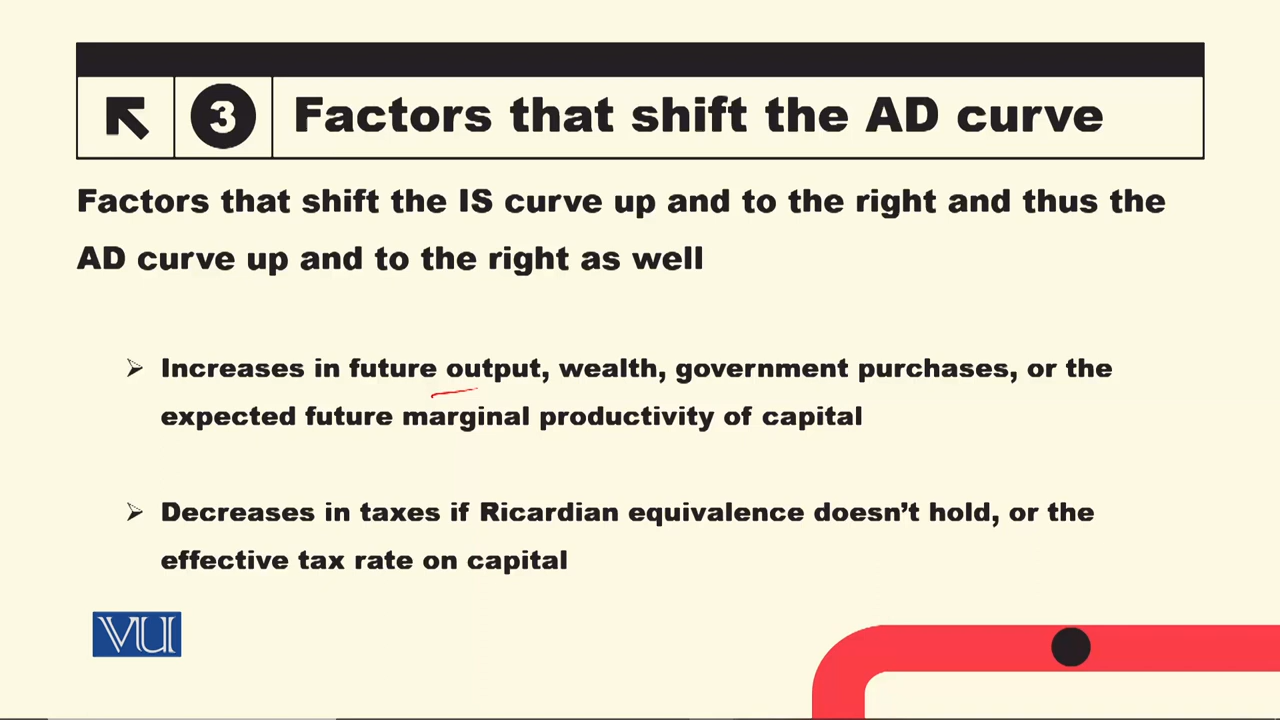 3 Factors that shift the AD curve
Factors that shift the IS curve up and to the right and thus the
AD curve up and to the right as well
Increases in future output, wealth, government purchases, or the
expected future marginal productivity of capital
Decreases in taxes if Ricardian equivalence doesn’t hold, or the
effective tax rate on capital
VU